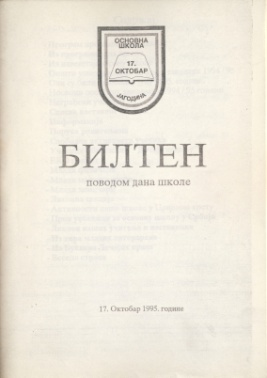 ОСНОВНА
ШКОЛА
17.
ОКТОБАР
ЈАГОДИНА
БИЛТЕН
поводом дана школе
17. Октобар 1995. године